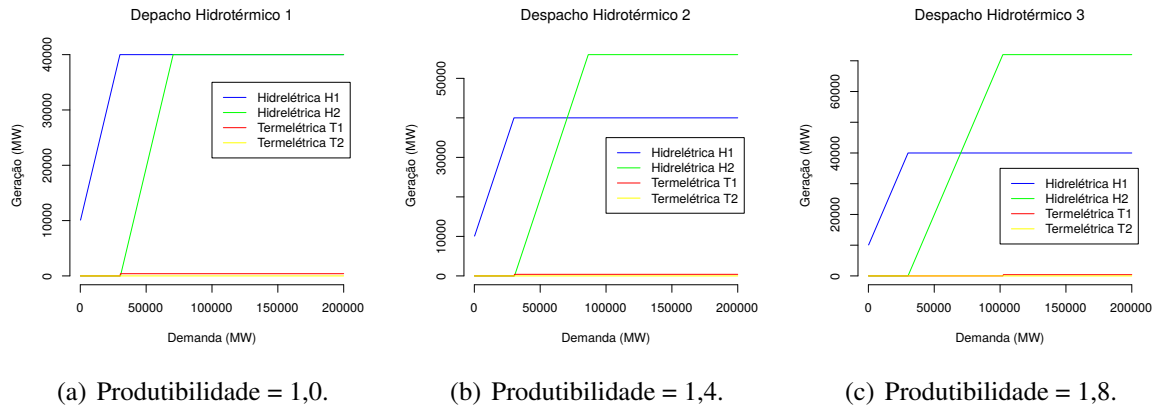 Depacho Hidrotérmico 1
Geração (MW)
0
10000
20000
30000
40000
Hidrelétrica H1
Hidrelétrica H2
Termelétrica T1
Termelétrica T2
0
50000
100000
150000
200000
Demanda (MW)
(a) Produtibilidade = 1,0.
Despacho Hidrotérmico 2
Geração (MW)
0
10000
30000
50000
Hidrelétrica H1
Hidrelétrica H2
Termelétrica T1
Termelétrica T2
0
50000
100000
150000
200000
Demanda (MW)
(b) Produtibilidade = 1,4.
Despacho Hidrotérmico 3
Geração (MW)
0
20000
40000
60000
Hidrelétrica H1
Hidrelétrica H2
Termelétrica T1
Termelétrica T2
0
50000
100000
150000
200000
Demanda (MW)
(c) Produtibilidade = 1,8.